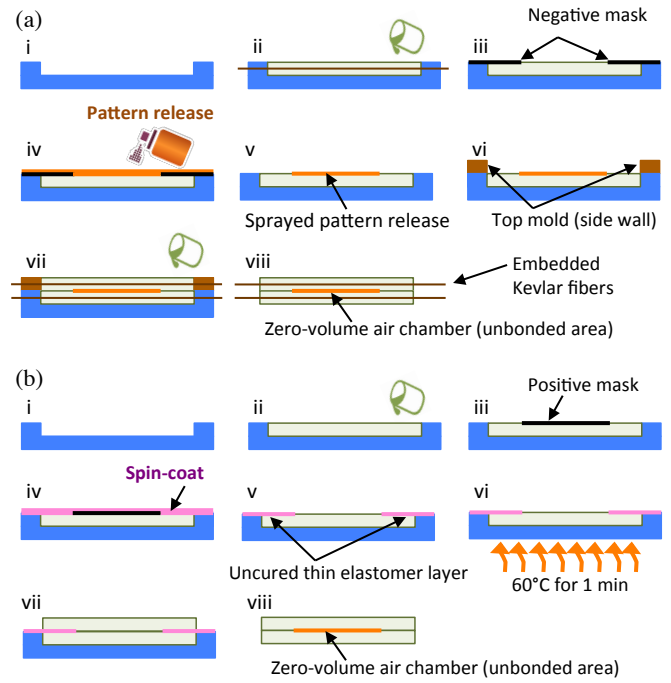 (a)
i
ii
iii
Negative mask
Pattern release
iv
v
vi
Sprayed pattern release
Top mold (side wall)
vii
viii
Embedded
Kevlar fibers
Zero-volume air chamber (unbonded area)
(b)
i
ii
iii
Positive mask
Spin-coat
iv
v
vi
Uncured thin elastomer layer
60°C for 1 min
vii
viii
Zero-volume air chamber (unbonded area)